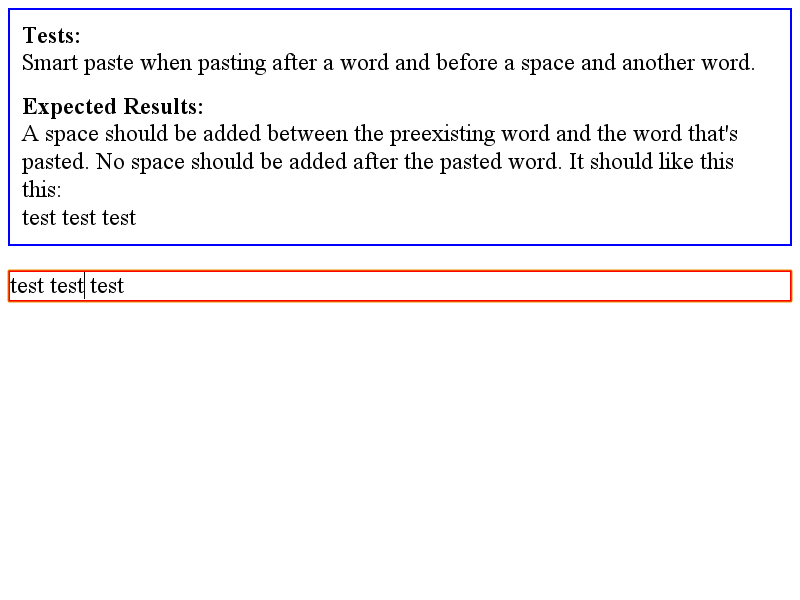 Tests:
Smart paste when pasting after a word and before a space and another word.
Expected Results:
A space should be added between the preexisting word and the word that's
pasted. No space should be added after the pasted word. It should like this
this:
test test test
test test test